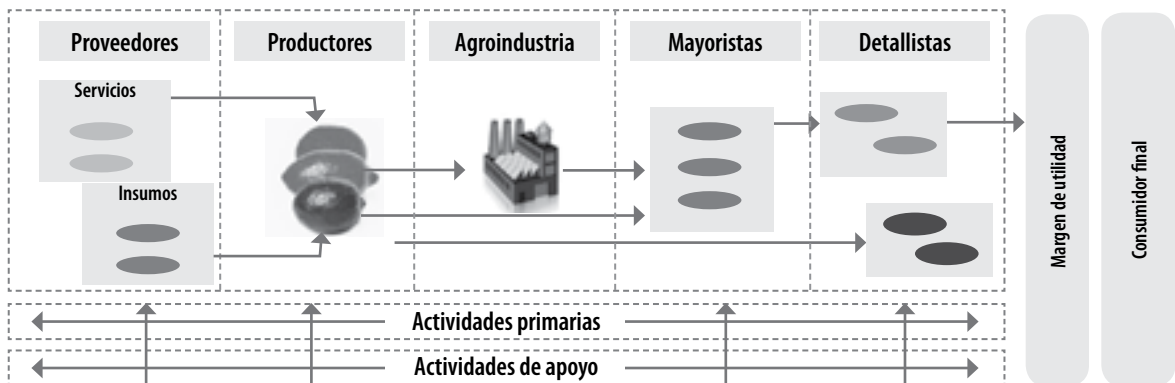 Proveedores
Productores
Agroindustria
Mayoristas
Detallistas
Servicios
Insumos
Margen de utilidad
Consumidor final
Actividades primarias
Actividades de apoyo